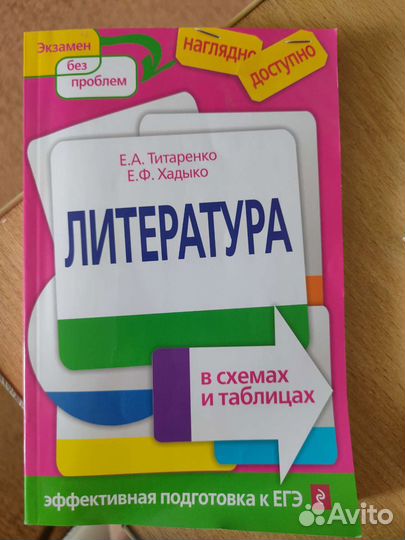 Экзамен
без
проблем
наглядно
доступно
Е.А. Титаренко
Е.Ф. Хадыко
ЛИТЕРАТУРА
в схемах
и таблицах
эффективная подготовка к ЕГЭ
Avito